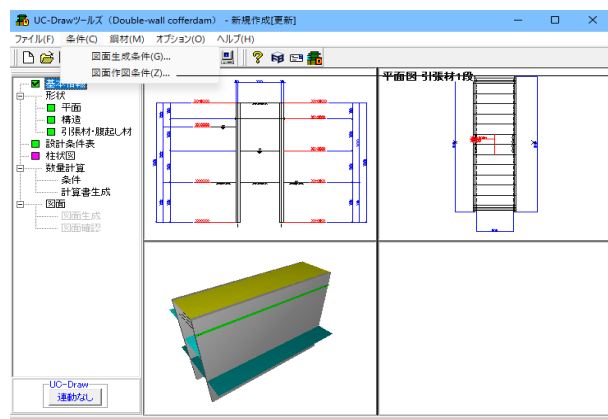 UC-Drawツールズ（Double-wall cofferdam） - 新規作成[更新]
ファイル(F) 条件(C) 鋼材(M) オプション(O) ヘルプ(H)
図面生成条件(G)...
図面作図条件(Z)...
基本情報
形状
平面
構造
引張材・腹起し材
設計条件表
柱状図
数量計算
条件
計算書生成
図面
図面生成
図面確認
UC-Draw
連動なし
平面図 引張材1段